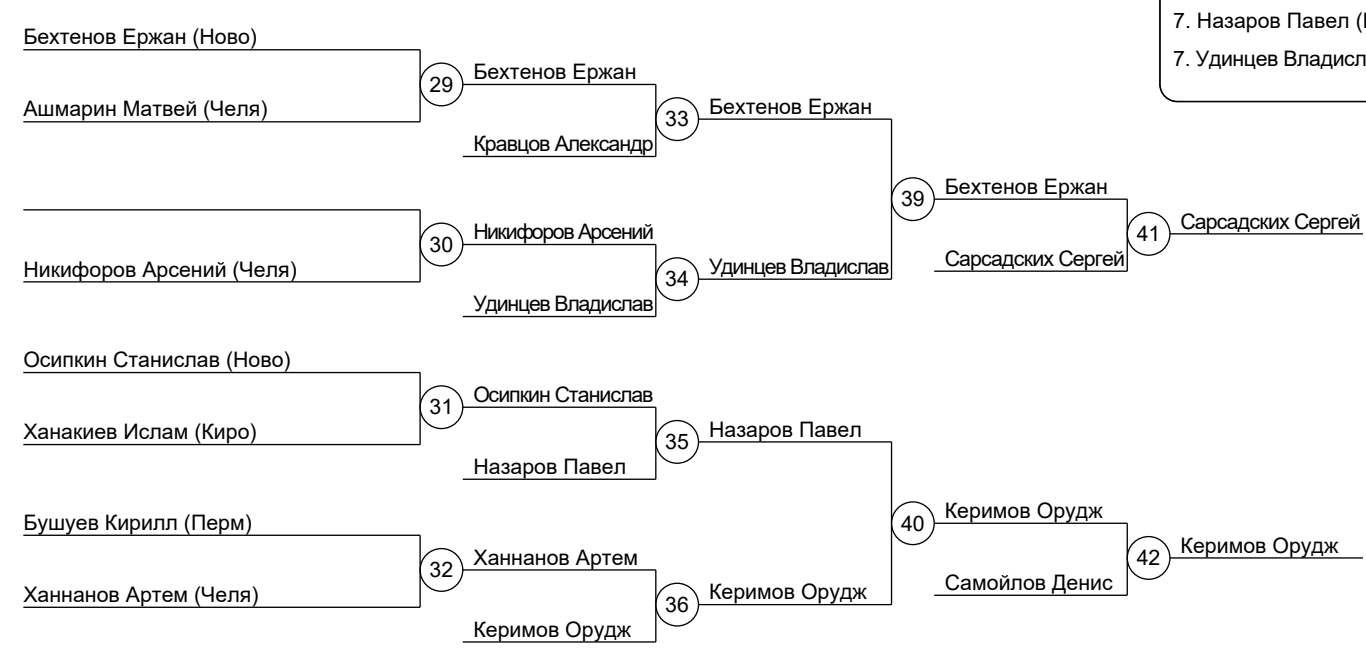 7. Назаров Павел
7. Удинцев
Бехтенов Ержан (Ново)
29
Ашмарин Матвей (Челя)
Бехтенов Ержан
33
Кравцов Александр
Бехтенов Ержан
30
Никифоров Арсений (Челя)
Никифоров Арсений
34
Удинцев Владислав
Удинцев Владислав
39
Бехтенов Ержан
41
Сарсадских Сергей
Сарсадских Сергей
Осипкин Станислав (Ново)
31
Ханакиев Ислам (Киро)
Осипкин Станислав
35
Назаров Павел
Назаров Павел
Бушуев Кирилл (Перм)
32
Ханнанов Артем (Челя)
Ханнанов Артем
36
Керимов Орудж
Керимов Орудж
40
Керимов Орудж
42
Самойлов Денис
Керимов Орудж